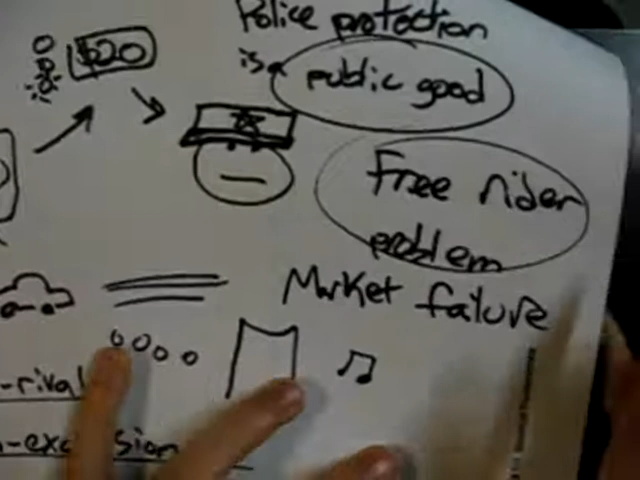 Police protection
is a
public good
$20
Free rider
problem
Market failure
-rival
-exclusion